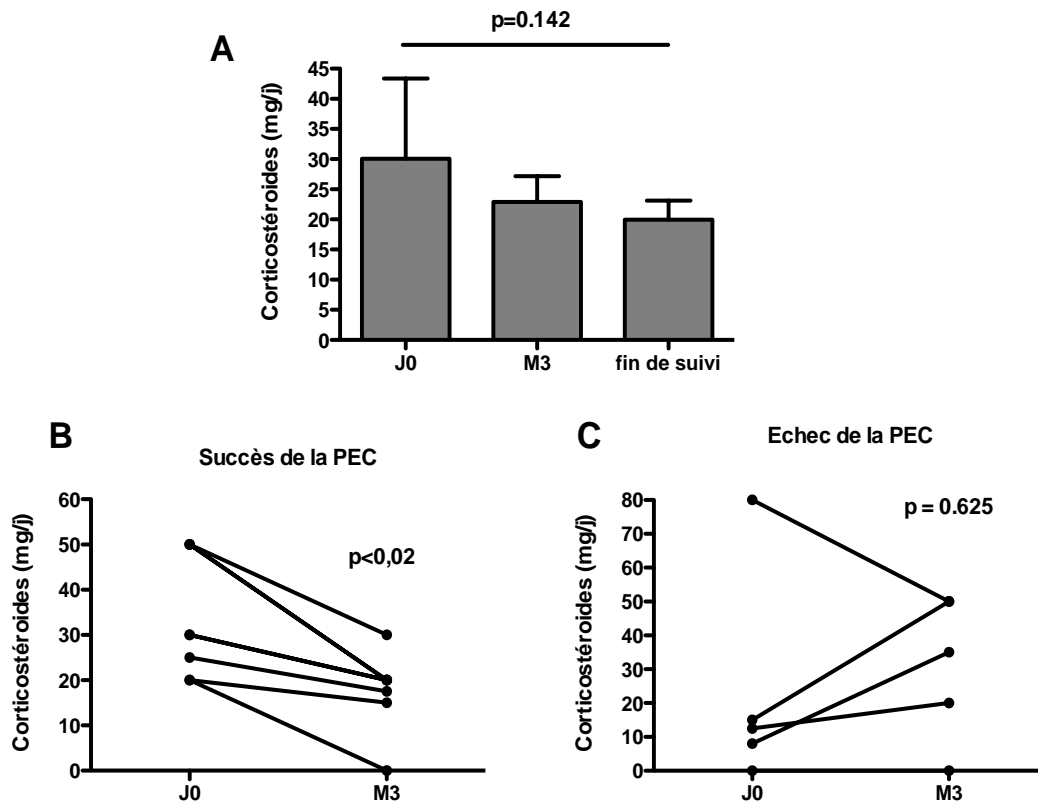 p=0.142
A
Corticostéroides (mg/j)
45
40
35
30
25
20
15
10
5
0
J0 M3 fin de suivi
B
Succès de la PEC
Corticostéroides (mg/j)
60
50
40
30
20
10
0
p<0,02
J0 M3
C
Echec de la PEC
Corticostéroides (mg/j)
80
70
60
50
40
30
20
10
0
p = 0.625
J0 M3